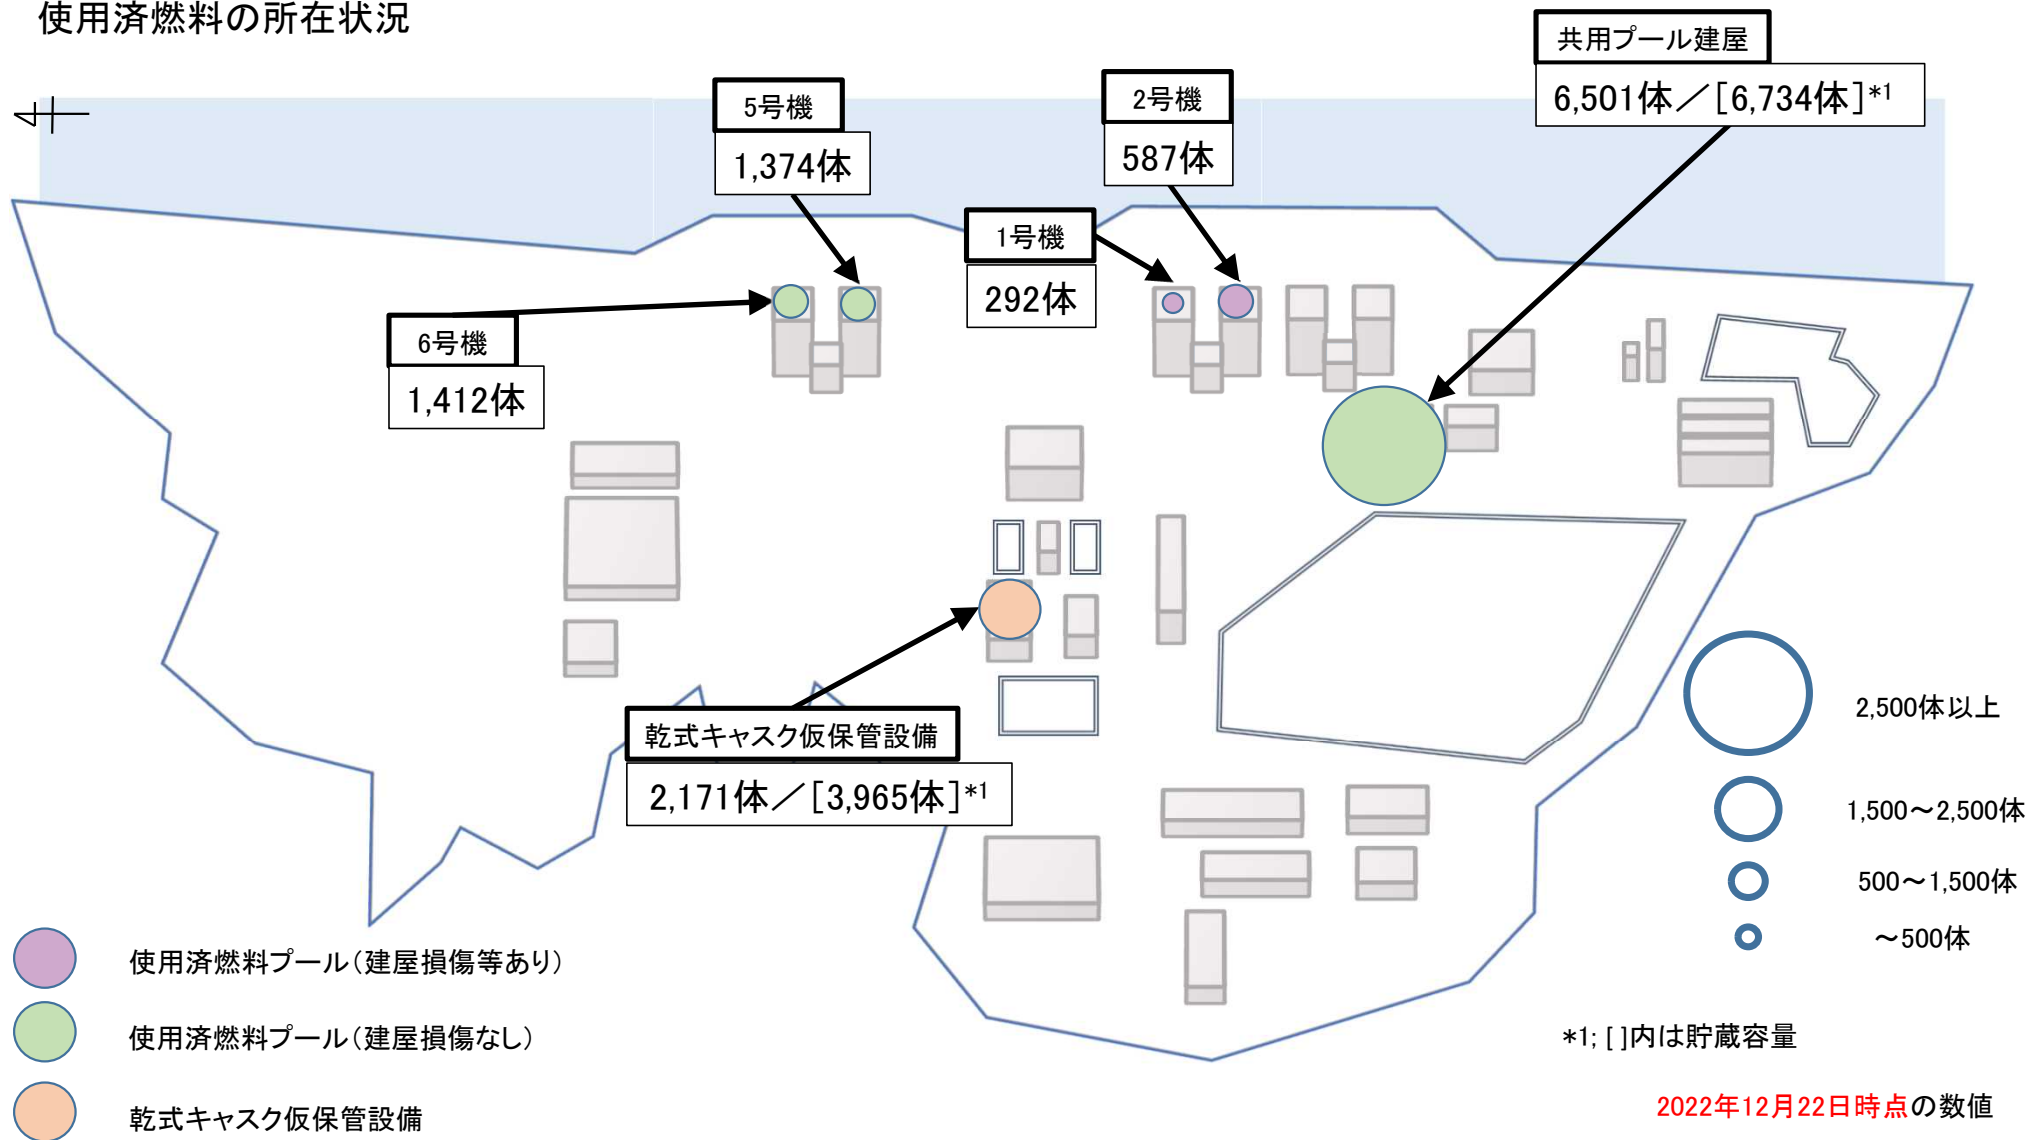 使用済燃料の所在状況
共用プール建屋
6,501体／[6,734体]*1
5号機
1,374体
2号機
587体
1号機
292体
6号機
1,412体
乾式キャスク仮保管設備
2,171体／[3,965体]*1
2,500体以上
1,500～2,500体
500～1,500体
～500体
使用済燃料プール（建屋損傷等あり）
使用済燃料プール（建屋損傷なし）
乾式キャスク仮保管設備
*1; [ ]内は貯蔵容量
2022年12月22日時点の数値